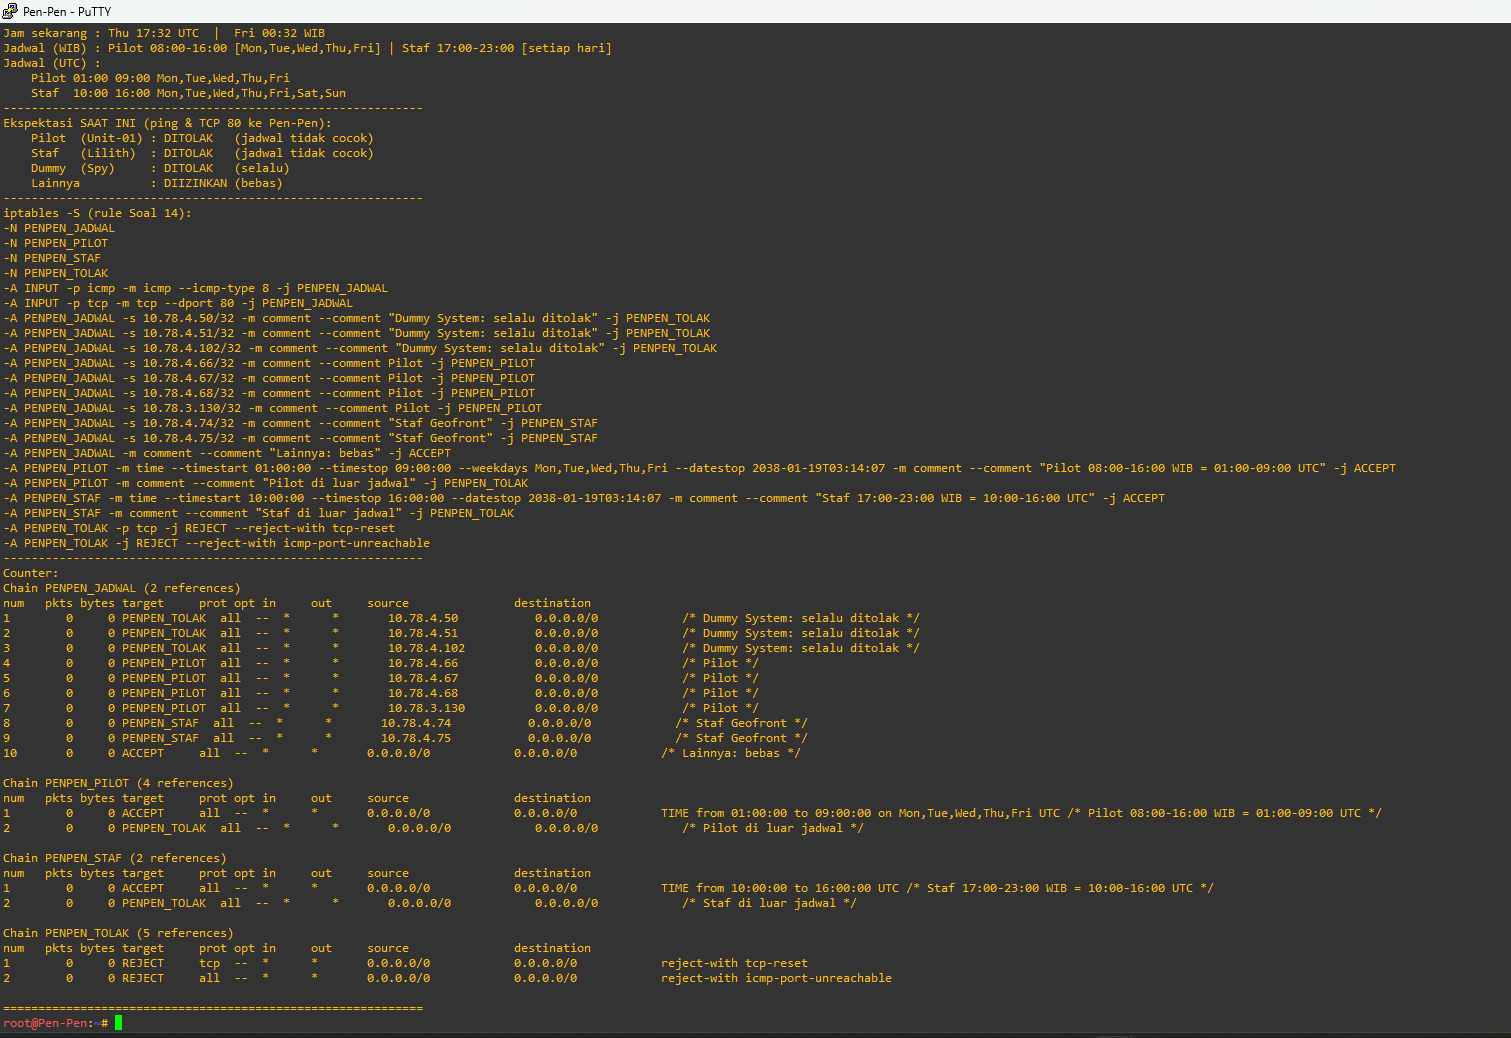 Pen-Pen - PuTTY
Jam sekarang : Thu 17:32 UTC  |  Fri 00:32 WIB
Jadwal (WIB) : Pilot 08:00-16:00 [Mon,Tue,Wed,Thu,Fri] | Staf 17:00-23:00 [setiap hari]
Jadwal (UTC) :
    Pilot 01:00 09:00 Mon,Tue,Wed,Thu,Fri
    Staf  10:00 16:00 Mon,Tue,Wed,Thu,Fri,Sat,Sun
------------------------------------------------------------
Ekspektasi SAAT INI (ping & TCP 80 ke Pen-Pen):
    Pilot  (Unit-01) : DITOLAK   (jadwal tidak cocok)
    Staf   (Lilith)  : DITOLAK   (jadwal tidak cocok)
    Dummy  (Spy)     : DITOLAK   (selalu)
    Lainnya          : DIIZINKAN (bebas)
------------------------------------------------------------
iptables -S (rule Soal 14):
-N PENPEN_JADWAL
-N PENPEN_PILOT
-N PENPEN_STAF
-N PENPEN_TOLAK
-A INPUT -p icmp -m icmp --icmp-type 8 -j PENPEN_JADWAL
-A INPUT -p tcp -m tcp --dport 80 -j PENPEN_JADWAL
-A PENPEN_JADWAL -s 10.78.4.50/32 -m comment --comment "Dummy System: selalu ditolak" -j PENPEN_TOLAK
-A PENPEN_JADWAL -s 10.78.4.51/32 -m comment --comment "Dummy System: selalu ditolak" -j PENPEN_TOLAK
-A PENPEN_JADWAL -s 10.78.4.102/32 -m comment --comment "Dummy System: selalu ditolak" -j PENPEN_TOLAK
-A PENPEN_JADWAL -s 10.78.4.66/32 -m comment --comment Pilot -j PENPEN_PILOT
-A PENPEN_JADWAL -s 10.78.4.67/32 -m comment --comment Pilot -j PENPEN_PILOT
-A PENPEN_JADWAL -s 10.78.4.68/32 -m comment --comment Pilot -j PENPEN_PILOT
-A PENPEN_JADWAL -s 10.78.3.130/32 -m comment --comment Pilot -j PENPEN_PILOT
-A PENPEN_JADWAL -s 10.78.4.74/32 -m comment --comment "Staf Geofront" -j PENPEN_STAF
-A PENPEN_JADWAL -s 10.78.4.75/32 -m comment --comment "Staf Geofront" -j PENPEN_STAF
-A PENPEN_JADWAL -m comment --comment "Lainnya: bebas" -j ACCEPT
-A PENPEN_PILOT -m time --timestart 01:00:00 --timestop 09:00:00 --weekdays Mon,Tue,Wed,Thu,Fri --datestop 2038-01-19T03:14:07 -m comment --comment "Pilot 08:00-16:00 WIB = 01:00-09:00 UTC" -j ACCEPT
-A PENPEN_PILOT -m comment --comment "Pilot di luar jadwal" -j PENPEN_TOLAK
-A PENPEN_STAF -m time --timestart 10:00:00 --timestop 16:00:00 --datestop 2038-01-19T03:14:07 -m comment --comment "Staf 17:00-23:00 WIB = 10:00-16:00 UTC" -j ACCEPT
-A PENPEN_STAF -m comment --comment "Staf di luar jadwal" -j PENPEN_TOLAK
-A PENPEN_TOLAK -p tcp -j REJECT --reject-with tcp-reset
-A PENPEN_TOLAK -j REJECT --reject-with icmp-port-unreachable
------------------------------------------------------------
Counter:
Chain PENPEN_JADWAL (2 references)
num   pkts bytes target     prot opt in     out     source               destination
1        0     0 PENPEN_TOLAK  all  --  *      *       10.78.4.50           0.0.0.0/0            /* Dummy System: selalu ditolak */
2        0     0 PENPEN_TOLAK  all  --  *      *       10.78.4.51           0.0.0.0/0            /* Dummy System: selalu ditolak */
3        0     0 PENPEN_TOLAK  all  --  *      *       10.78.4.102          0.0.0.0/0            /* Dummy System: selalu ditolak */
4        0     0 PENPEN_PILOT  all  --  *      *       10.78.4.66           0.0.0.0/0            /* Pilot */
5        0     0 PENPEN_PILOT  all  --  *      *       10.78.4.67           0.0.0.0/0            /* Pilot */
6        0     0 PENPEN_PILOT  all  --  *      *       10.78.4.68           0.0.0.0/0            /* Pilot */
7        0     0 PENPEN_PILOT  all  --  *      *       10.78.3.130          0.0.0.0/0            /* Pilot */
8        0     0 PENPEN_STAF  all  --  *      *       10.78.4.74           0.0.0.0/0            /* Staf Geofront */
9        0     0 PENPEN_STAF  all  --  *      *       10.78.4.75           0.0.0.0/0            /* Staf Geofront */
10       0     0 ACCEPT     all  --  *      *       0.0.0.0/0            0.0.0.0/0            /* Lainnya: bebas */

Chain PENPEN_PILOT (4 references)
num   pkts bytes target     prot opt in     out     source               destination
1        0     0 ACCEPT     all  --  *      *       0.0.0.0/0            0.0.0.0/0            TIME from 01:00:00 to 09:00:00 on Mon,Tue,Wed,Thu,Fri UTC /* Pilot 08:00-16:00 WIB = 01:00-09:00 UTC */
2        0     0 PENPEN_TOLAK  all  --  *      *       0.0.0.0/0            0.0.0.0/0            /* Pilot di luar jadwal */

Chain PENPEN_STAF (2 references)
num   pkts bytes target     prot opt in     out     source               destination
1        0     0 ACCEPT     all  --  *      *       0.0.0.0/0            0.0.0.0/0            TIME from 10:00:00 to 16:00:00 UTC /* Staf 17:00-23:00 WIB = 10:00-16:00 UTC */
2        0     0 PENPEN_TOLAK  all  --  *      *       0.0.0.0/0            0.0.0.0/0            /* Staf di luar jadwal */

Chain PENPEN_TOLAK (5 references)
num   pkts bytes target     prot opt in     out     source               destination
1        0     0 REJECT     tcp  --  *      *       0.0.0.0/0            0.0.0.0/0            reject-with tcp-reset
2        0     0 REJECT     all  --  *      *       0.0.0.0/0            0.0.0.0/0            reject-with icmp-port-unreachable

============================================================
root@Pen-Pen:~#